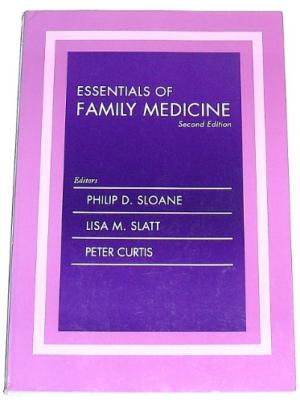 ESSENTIALS OF
FAMILY MEDICINE
Second Edition
Editors
PHILIP D. SLOANE
LISA M. SLATT
PETER CURTIS